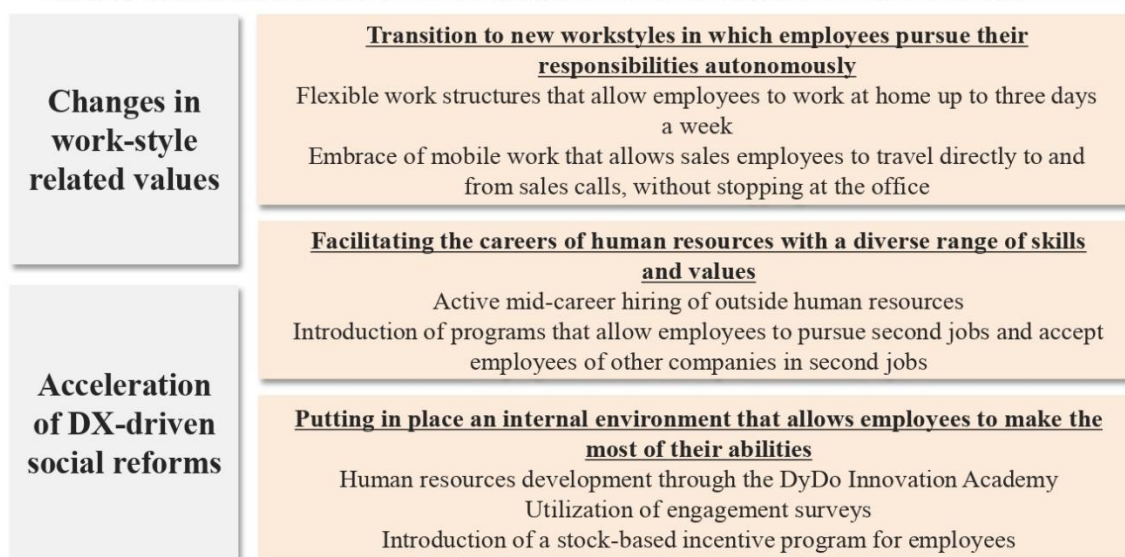 Changes in
work-style
related values
Acceleration
of DX-driven
social reforms
Transition to new workstyles in which employees pursue their
responsibilities autonomously
Flexible work structures that allow employees to work at home up to three days
a week
Embrace of mobile work that allows sales employees to travel directly to and
from sales calls, without stopping at the office
Facilitating the careers of human resources with a diverse range of skills
and values
Active mid-career hiring of outside human resources
Introduction of programs that allow employees to pursue second jobs and accept
employees of other companies in second jobs
Putting in place an internal environment that allows employees to make the
most of their abilities
Human resources development through the DyDo Innovation Academy
Utilization of engagement surveys
Introduction of a stock-based incentive program for employees